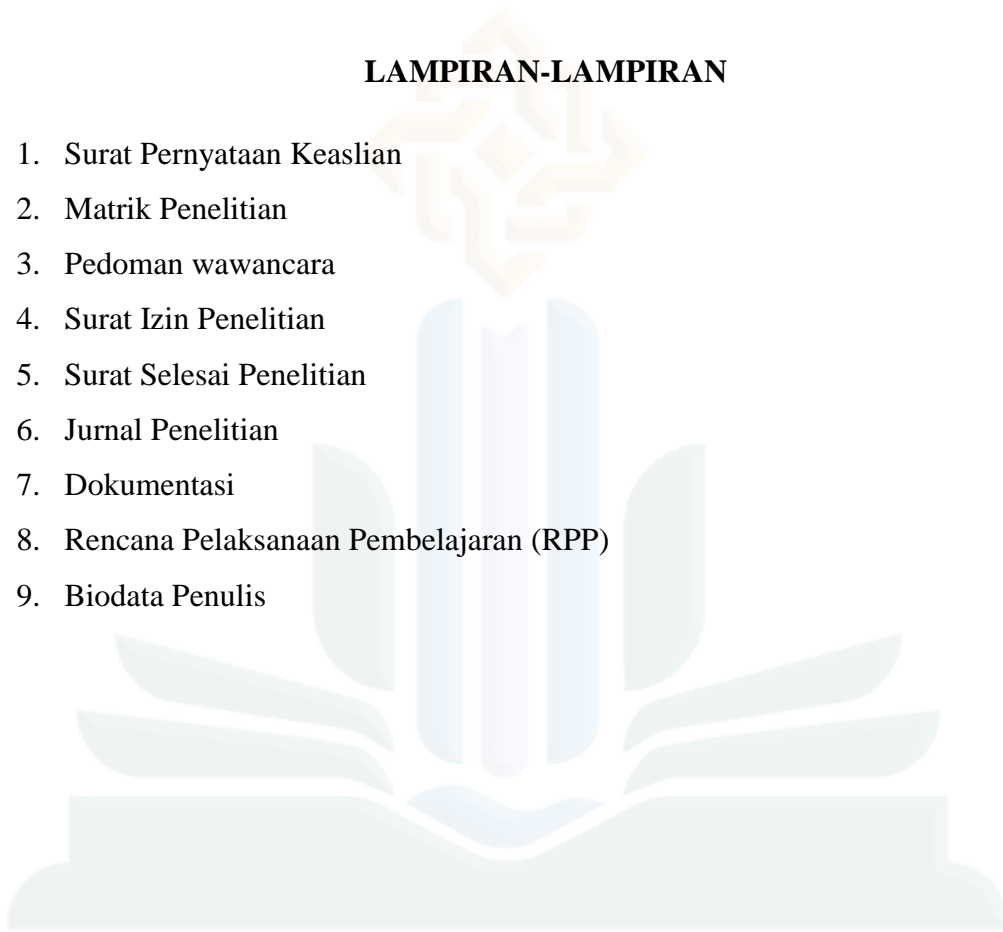 LAMPIRAN-LAMPIRAN
1. Surat Pernyataan Keaslian
2. Matrik Penelitian
3. Pedoman wawancara
4. Surat Izin Penelitian
5. Surat Selesai Penelitian
6. Jurnal Penelitian
7. Dokumentasi
8. Rencana Pelaksanaan Pembelajaran (RPP)
9. Biodata Penulis